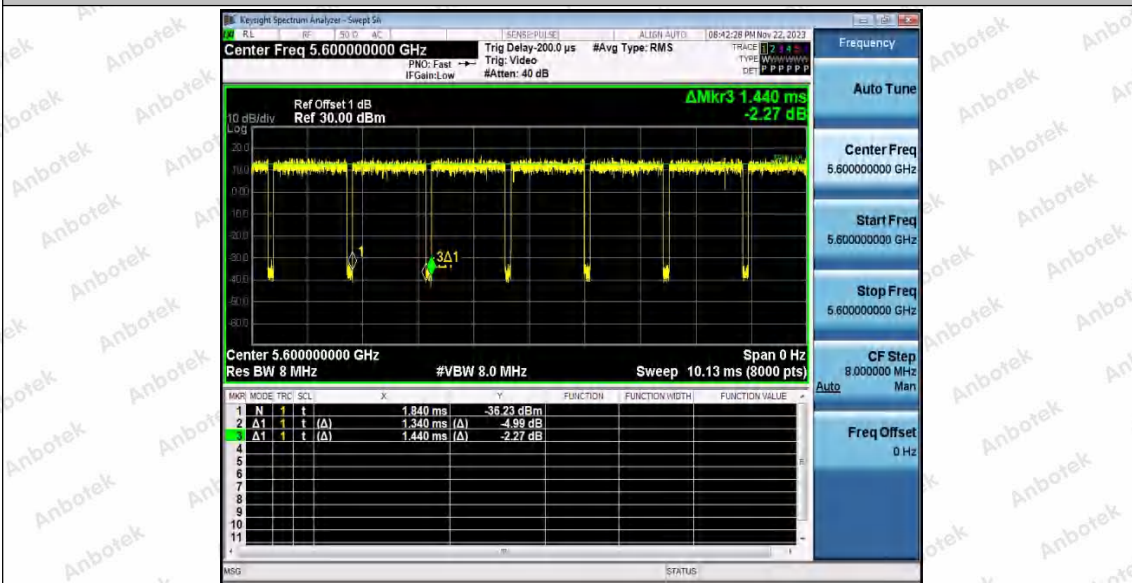 Keysight Spectrum Analyzer - Swept SA
RL RF 50 Ω AC SENSE:PULSE ALIGN AUTO 08:42:28 PM Nov 22, 2023
Center Freq 5.600000000 GHz
PNO: Fast
IFGain:Low
Trig Delay-200.0 µs
Trig: Video
#Atten: 40 dB
#Avg Type: RMS
TRACE 1 2 3 4 5 6
TYPE WWWWWW
DET P P P P P P
Ref Offset 1 dB
10 dB/div Ref 30.00 dBm
Log
ΔMkr3 1.440 ms
-2.27 dB
20.0
10.0
0.00
-10.0
-20.0
-30.0
-40.0
-50.0
-60.0
1
3Δ1
Center 5.600000000 GHz Span 0 Hz
Res BW 8 MHz #VBW 8.0 MHz Sweep 10.13 ms (8000 pts)
MKR MODE TRC SCL X Y FUNCTION FUNCTION WIDTH FUNCTION VALUE
1 N 1 t 1.840 ms -36.23 dBm
2 Δ1 1 t (Δ) 1.340 ms (Δ) -4.99 dB
3 Δ1 1 t (Δ) 1.440 ms (Δ) -2.27 dB
4
5
6
7
8
9
10
11
MSG STATUS
Frequency
Auto Tune
Center Freq
5.600000000 GHz
Start Freq
5.600000000 GHz
Stop Freq
5.600000000 GHz
CF Step
8.000000 MHz
Auto Man
Freq Offset
0 Hz
Anbotek